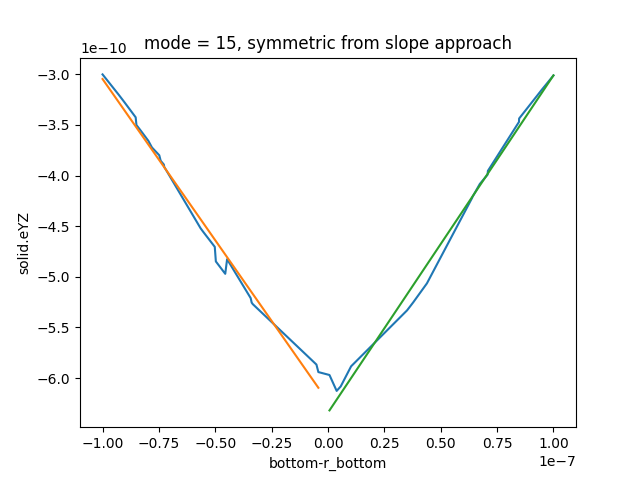 mode = 15, symmetric from slope approach
1e−10
−3.0
−3.5
−4.0
−4.5
−5.0
−5.5
−6.0
solid.eYZ
−1.00 −0.75 −0.50 −0.25 0.00 0.25 0.50 0.75 1.00
bottom-r_bottom
1e−7